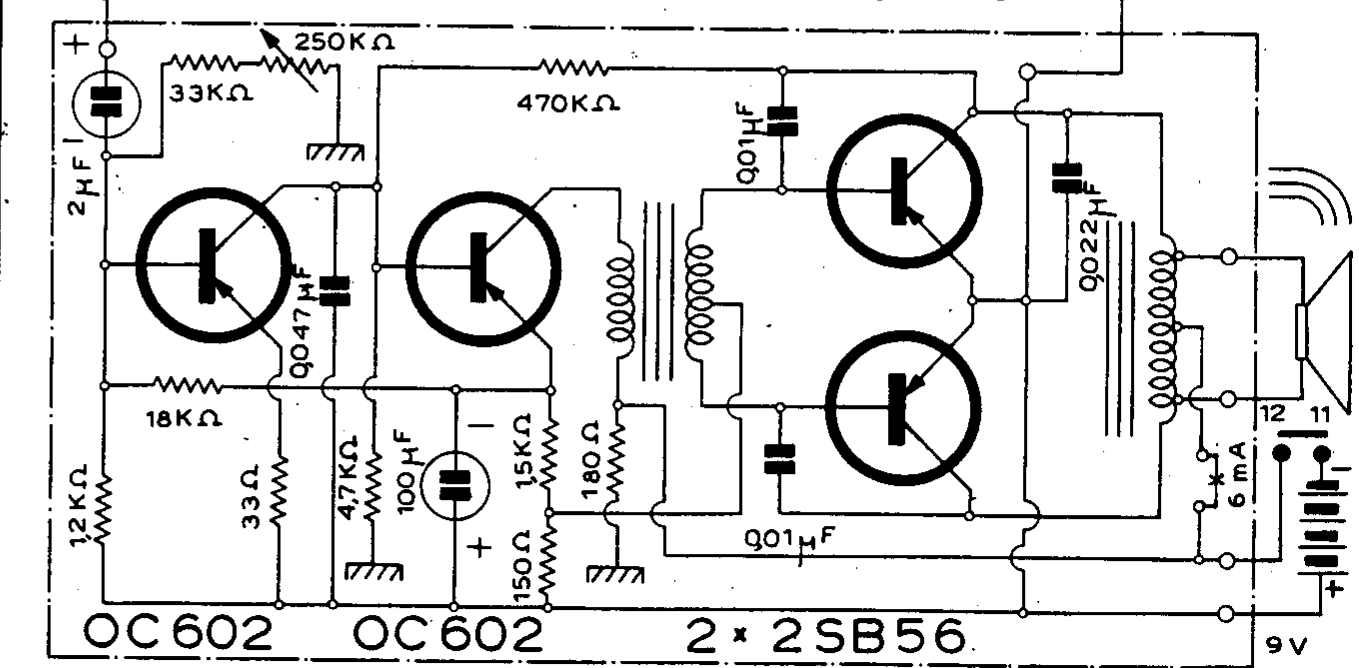 +
250KΩ
33KΩ
470KΩ
2µF
0,01µF
0,047µF
0,022µF
18KΩ
1,2KΩ
33Ω
4,7KΩ
100µF
−
+
1,5KΩ
150Ω
180Ω
0,01µF
12 11
6 mA
−
+
9V
OC602 OC602 2×2SB56